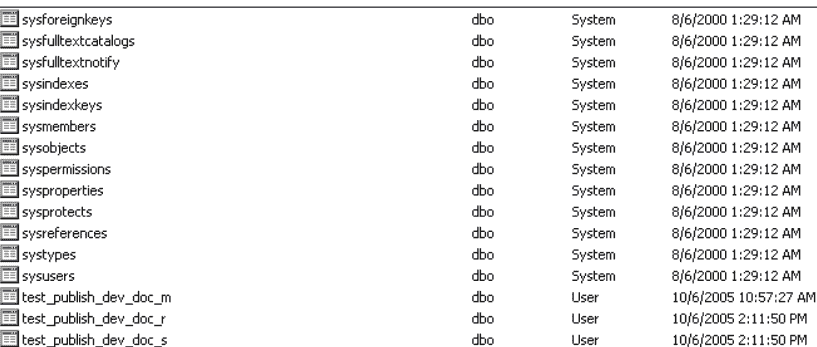 sysforeignkeys dbo System 8/6/2000 1:29:12 AM
sysfulltextcatalogs dbo System 8/6/2000 1:29:12 AM
sysfulltextnotify dbo System 8/6/2000 1:29:12 AM
sysindexes dbo System 8/6/2000 1:29:12 AM
sysindexkeys dbo System 8/6/2000 1:29:12 AM
sysmembers dbo System 8/6/2000 1:29:12 AM
sysobjects dbo System 8/6/2000 1:29:12 AM
syspermissions dbo System 8/6/2000 1:29:12 AM
sysproperties dbo System 8/6/2000 1:29:12 AM
sysprotects dbo System 8/6/2000 1:29:12 AM
sysreferences dbo System 8/6/2000 1:29:12 AM
systypes dbo System 8/6/2000 1:29:12 AM
sysusers dbo System 8/6/2000 1:29:12 AM
test_publish_dev_doc_m dbo User 10/6/2005 10:57:27 AM
test_publish_dev_doc_r dbo User 10/6/2005 2:11:50 PM
test_publish_dev_doc_s dbo User 10/6/2005 2:11:50 PM